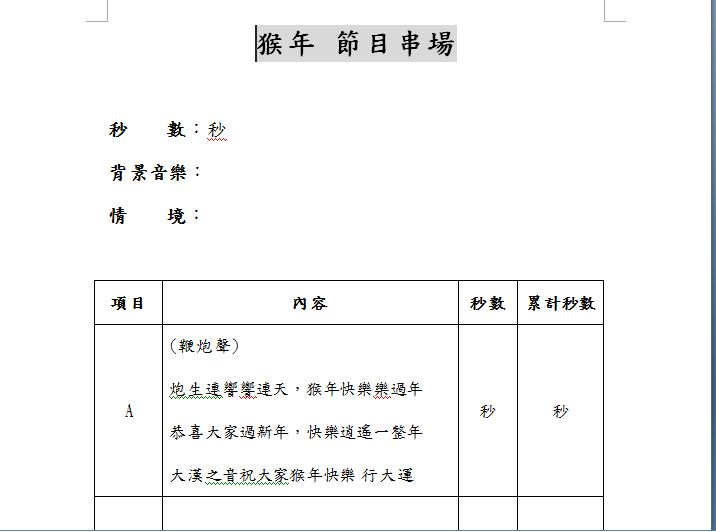 猴年 節目串場
秒　　數：秒
背景音樂：
情　　境：
項目 內容 秒數 累計秒數
(鞭炮聲)
炮生連響響連天，猴年快樂樂過年
A 恭喜大家過新年，快樂逍遙一整年 秒 秒
大漢之音祝大家猴年快樂 行大運